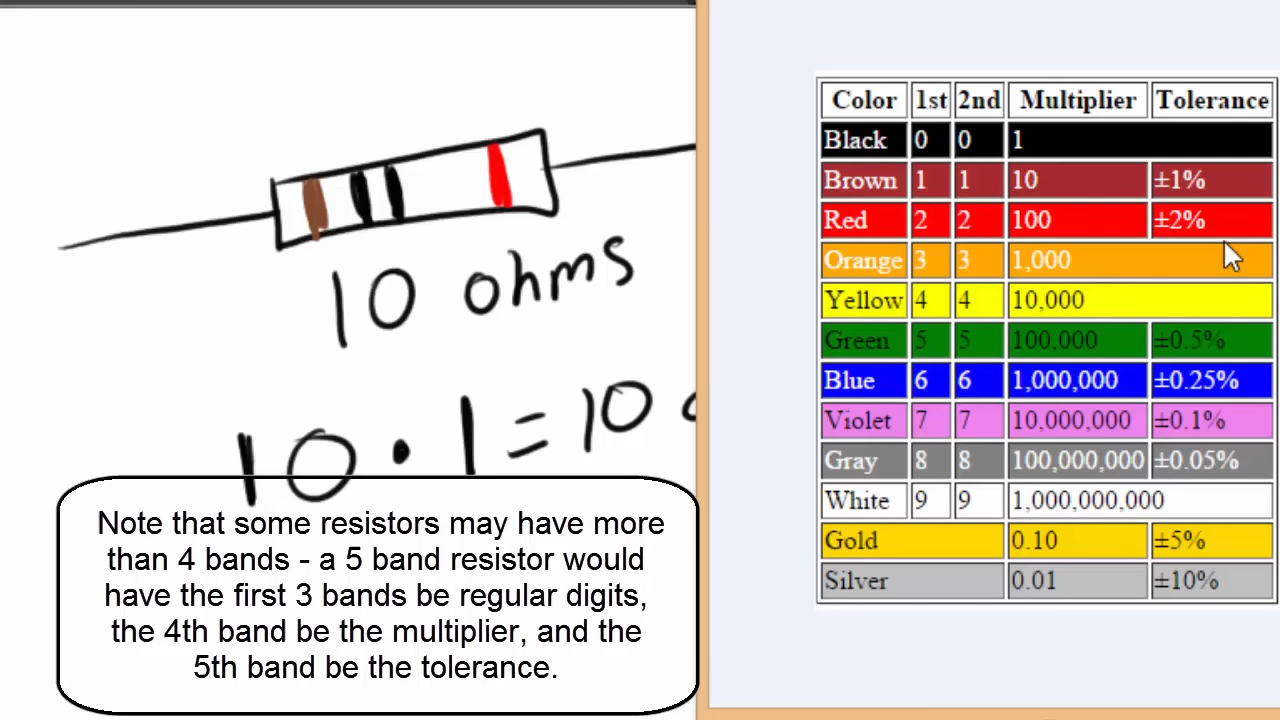 10 ohms
10 · 1 = 10
Note that some resistors may have more
than 4 bands - a 5 band resistor would
have the first 3 bands be regular digits,
the 4th band be the multiplier, and the
5th band be the tolerance.
Color 1st 2nd Multiplier Tolerance
Black 0 0 1
Brown 1 1 10 ±1%
Red 2 2 100 ±2%
Orange 3 3 1,000
Yellow 4 4 10,000
Green 5 5 100,000 ±0.5%
Blue 6 6 1,000,000 ±0.25%
Violet 7 7 10,000,000 ±0.1%
Gray 8 8 100,000,000 ±0.05%
White 9 9 1,000,000,000
Gold 0.10 ±5%
Silver 0.01 ±10%